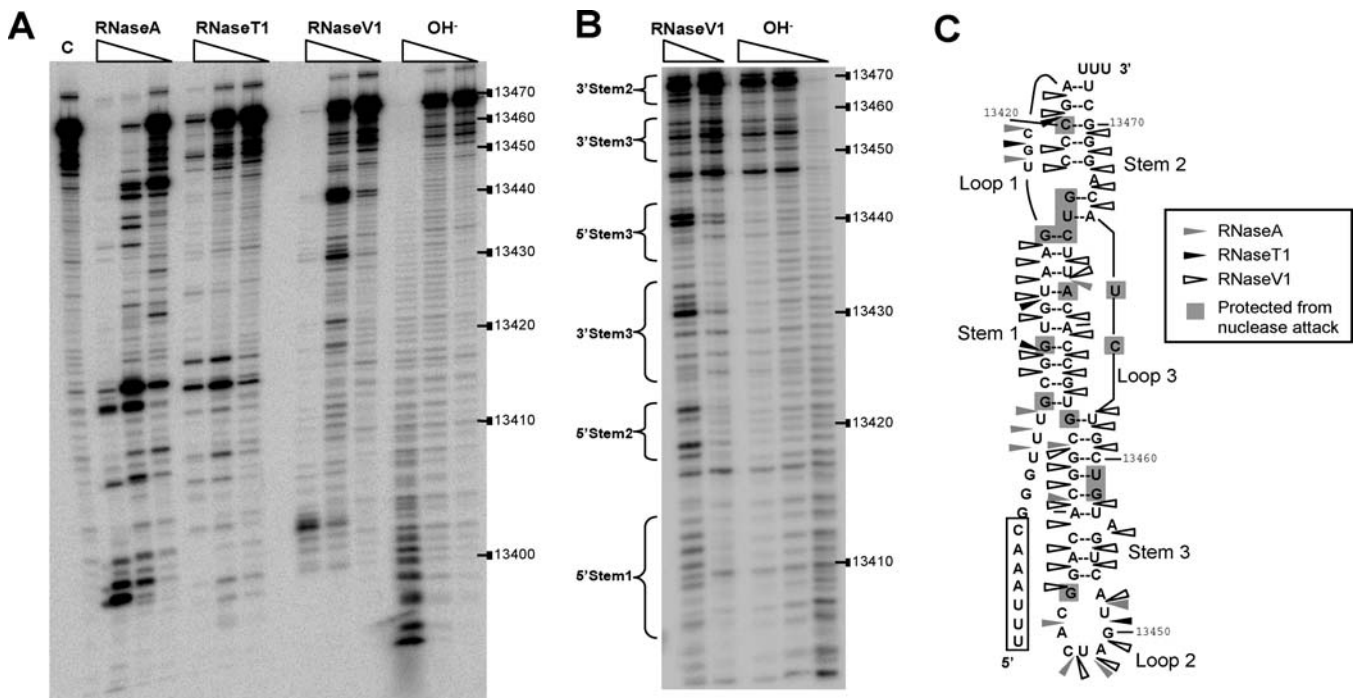 A
C
RNaseA
RNaseT1
RNaseV1
OH-
13470
13460
13450
13440
13430
13420
13410
13400
B
RNaseV1
OH-
3'Stem2
3'Stem3
5'Stem3
3'Stem3
5'Stem2
5'Stem1
13470
13460
13450
13440
13430
13420
13410
C
UUU 3'
A--U
G C
13420
C G
13470
C--G
C--G
C
G
U
Loop 1
Stem 2
A
G--C
U--A
G--C
A--U
A--U
U--A
G--C
U--A
G--C
G--C
C--G
G--U
Stem 1
U
C
Loop 3
U
U
U
G
G
G
G--U
C--G
G--C
13460
G--U
C--G
A U
A
C--G
A--U
G--C
Stem 3
G
A
C
U
A
G
13450
C U A
Loop 2
C
A
A
A
U
U
U
5'
RNaseA
RNaseT1
RNaseV1
Protected from
nuclease attack